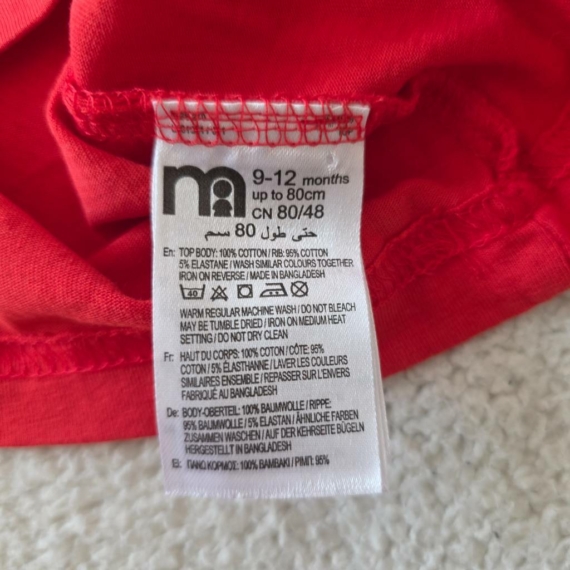 9-12 months
up to 80cm
CN 80/48
حتى طول 80 سم
En: TOP BODY: 100% COTTON / RIB: 95% COTTON
5% ELASTANE / WASH SIMILAR COLOURS TOGETHER
IRON ON REVERSE / MADE IN BANGLADESH
40
WARM REGULAR MACHINE WASH / DO NOT BLEACH
MAY BE TUMBLE DRIED / IRON ON MEDIUM HEAT
SETTING / DO NOT DRY CLEAN
Fr: HAUT DU CORPS: 100% COTON / CÔTE: 95%
COTON / 5% ÉLASTHANNE / LAVER LES COULEURS
SIMILAIRES ENSEMBLE / REPASSER SUR L'ENVERS
FABRIQUÉ AU BANGLADESH
De: BODY-OBERTEIL: 100% BAUMWOLLE / RIPPE:
95% BAUMWOLLE / 5% ELASTAN / ÄHNLICHE FARBEN
ZUSAMMEN WASCHEN / AUF DER KEHRSEITE BÜGELN
HERGESTELLT IN BANGLADESH
El: ΠΑΝΩ ΚΟΡΜΟΣ: 100% ΒΑΜΒΑΚΙ / ΡΙΜΠ: 95%